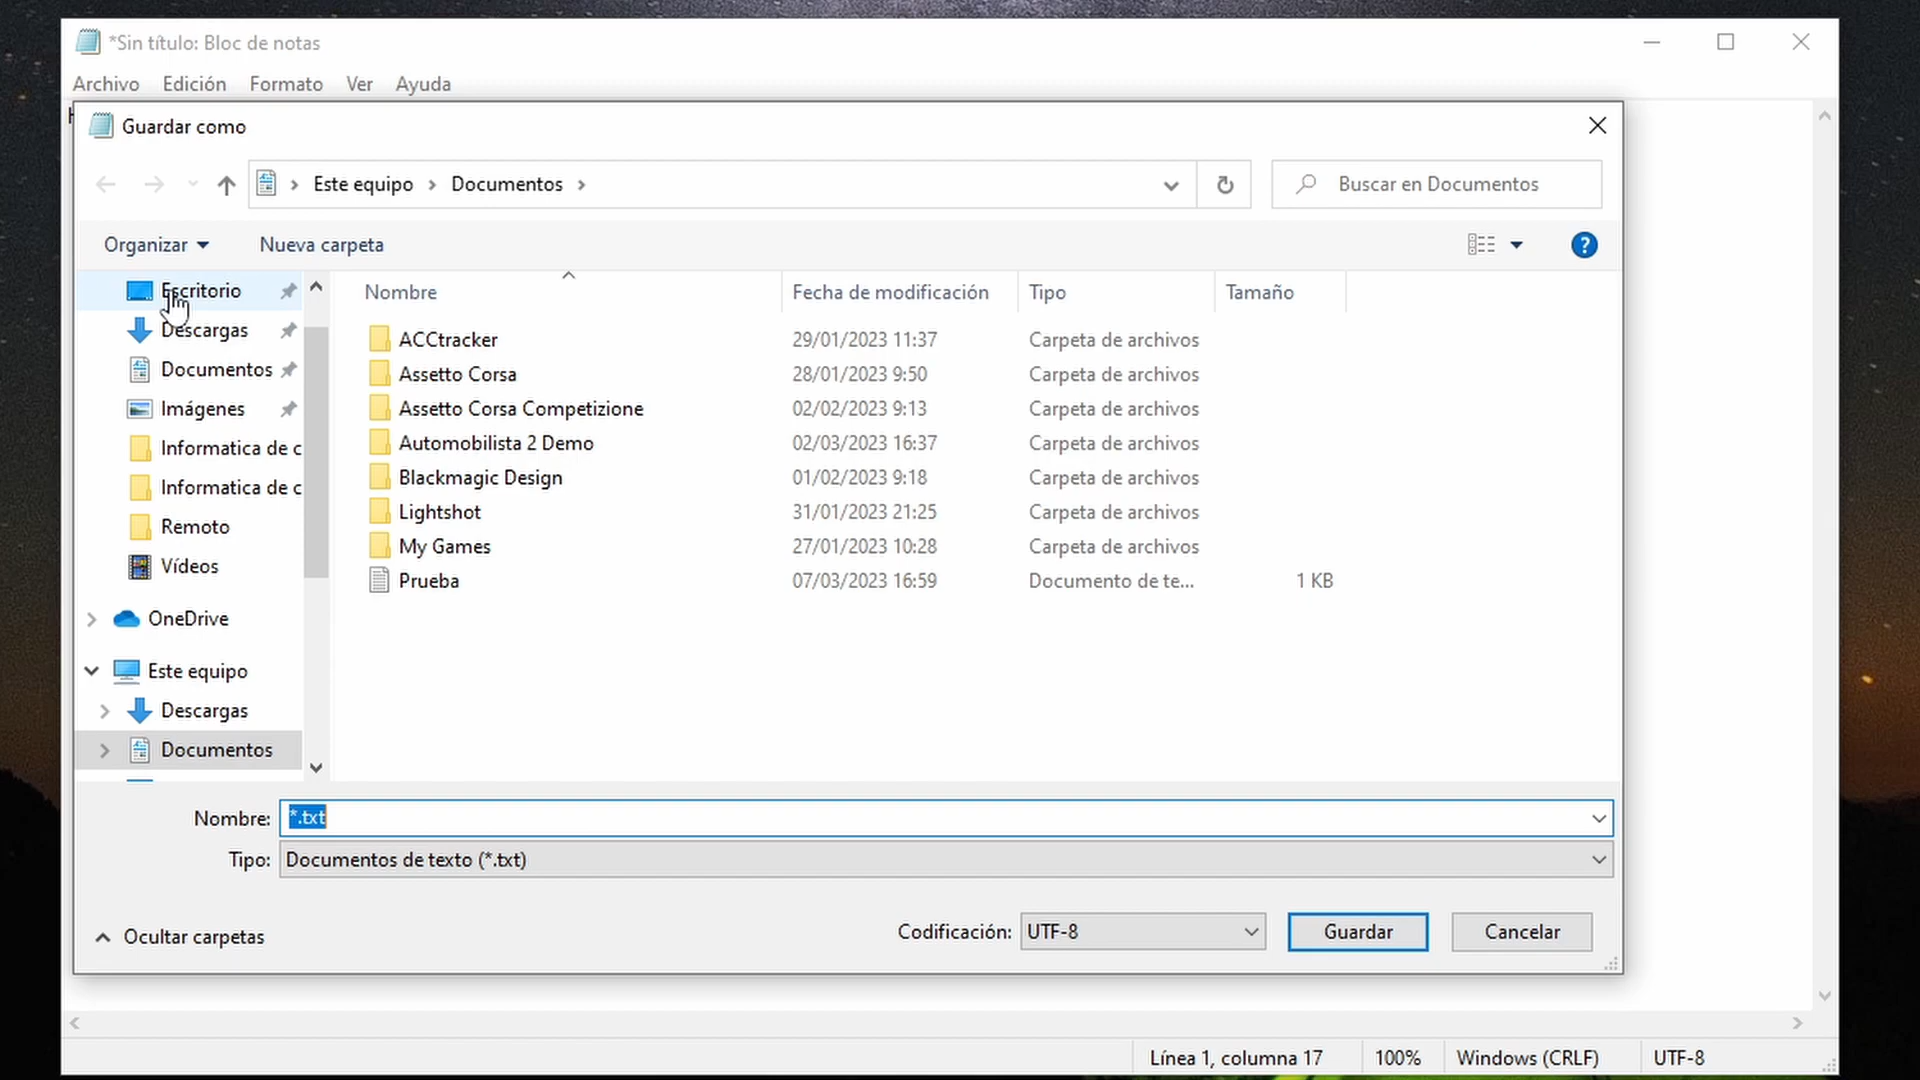 *Sin título: Bloc de notas
Archivo Edición Formato Ver Ayuda
Guardar como
Este equipo Documentos
Buscar en Documentos
Organizar Nueva carpeta
?
Escritorio
Descargas
Documentos
Imágenes
Informatica de c
Informatica de c
Remoto
Vídeos
OneDrive
Este equipo
Descargas
Documentos
Nombre Fecha de modificación Tipo Tamaño
ACCtracker 29/01/2023 11:37 Carpeta de archivos
Assetto Corsa 28/01/2023 9:50 Carpeta de archivos
Assetto Corsa Competizione 02/02/2023 9:13 Carpeta de archivos
Automobilista 2 Demo 02/03/2023 16:37 Carpeta de archivos
Blackmagic Design 01/02/2023 9:18 Carpeta de archivos
Lightshot 31/01/2023 21:25 Carpeta de archivos
My Games 27/01/2023 10:28 Carpeta de archivos
Prueba 07/03/2023 16:59 Documento de te... 1 KB
Nombre: *.txt
Tipo: Documentos de texto (*.txt)
Ocultar carpetas
Codificación: UTF-8 Guardar Cancelar
Línea 1, columna 17 100% Windows (CRLF) UTF-8